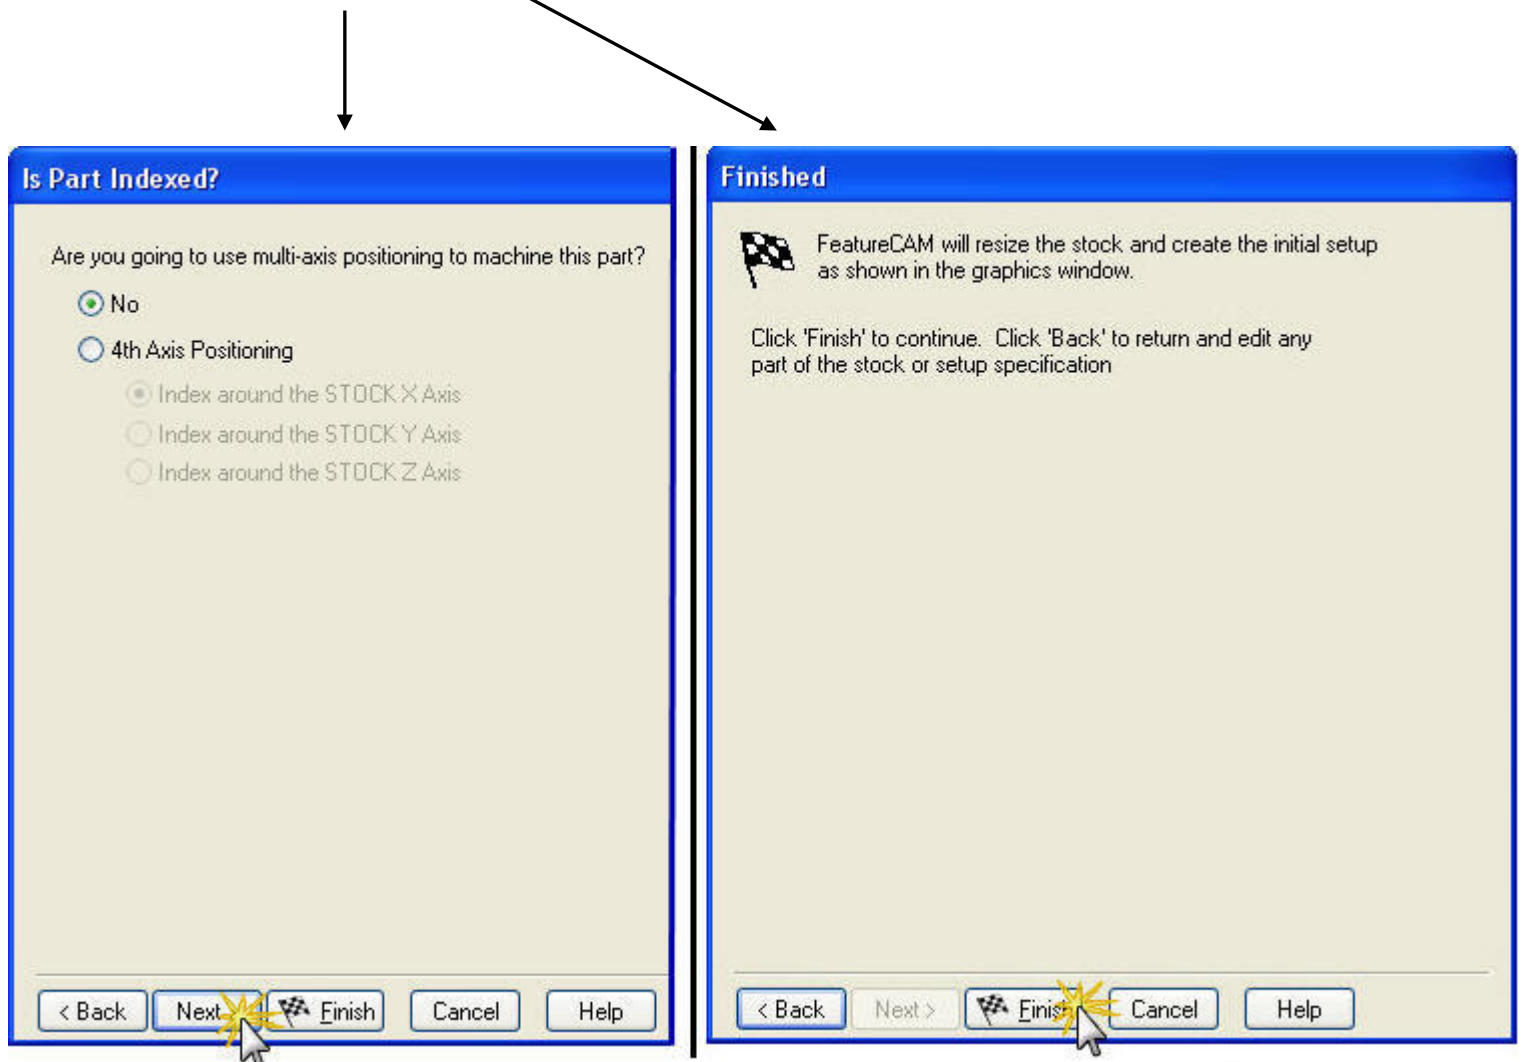 Is Part Indexed?
Are you going to use multi-axis positioning to machine this part?
No
4th Axis Positioning
Index around the STOCK X Axis
Index around the STOCK Y Axis
Index around the STOCK Z Axis
< Back Next Finish Cancel Help
Finished
FeatureCAM will resize the stock and create the initial setup
as shown in the graphics window.
Click 'Finish' to continue. Click 'Back' to return and edit any
part of the stock or setup specification
< Back Next > Finish Cancel Help